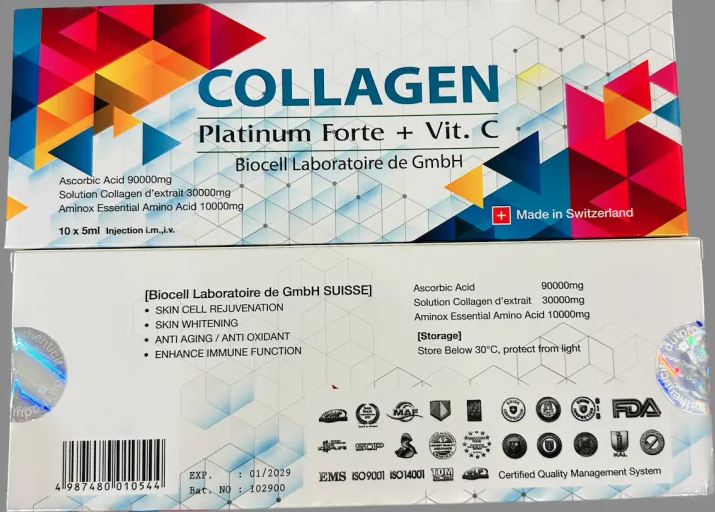 COLLAGEN
Platinum Forte + Vit. C
Biocell Laboratoire de GmbH
Ascorbic Acid 90000mg
Solution Collagen d'extrait 30000mg
Aminox Essential Amino Acid 10000mg
10 x 5ml Injection i.m.,i.v.
Made in Switzerland
[Biocell Laboratoire de GmbH SUISSE]
• SKIN CELL REJUVENATION
• SKIN WHITENING
• ANTI AGING / ANTI OXIDANT
• ENHANCE IMMUNE FUNCTION
Ascorbic Acid 90000mg
Solution Collagen d'extrait 30000mg
Aminox Essential Amino Acid 10000mg
[Storage]
Store Below 30°C, protect from light
MAF
FDA
SOP
KAL
EMS ISO9001 ISO14001
Certified Quality Management System
4 987480 010544
EXP. : 01/2029
Bat. NO : 102900